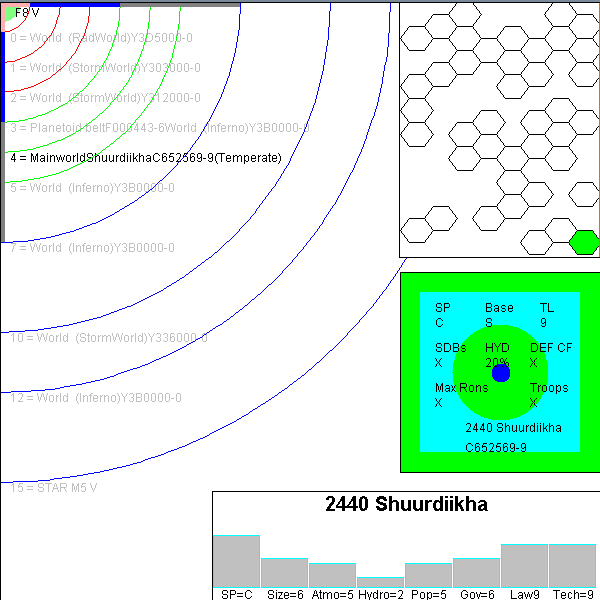 F8 V
0 = World  (RadWorld)Y3D5000-0
1 = World  (StormWorld)Y303000-0
2 = World  (StormWorld)Y312000-0
3 = Planetoid beltF000443-6World  (Inferno)Y3B0000-0
4 = MainworldShuurdiikhaC652569-9(Temperate)
5 = World  (Inferno)Y3B0000-0
7 = World  (Inferno)Y3B0000-0
10 = World  (StormWorld)Y336000-0
12 = World  (Inferno)Y3B0000-0
15 = STAR M5 V
SP Base TL
C S 9
SDBs HYD DEF CF
X 20% X
Max Rons Troops
X X
2440 Shuurdiikha
C652569-9
2440 Shuurdiikha
SP=C Size=6 Atmo=5 Hydro=2 Pop=5 Gov=6 Law9 Tech=9